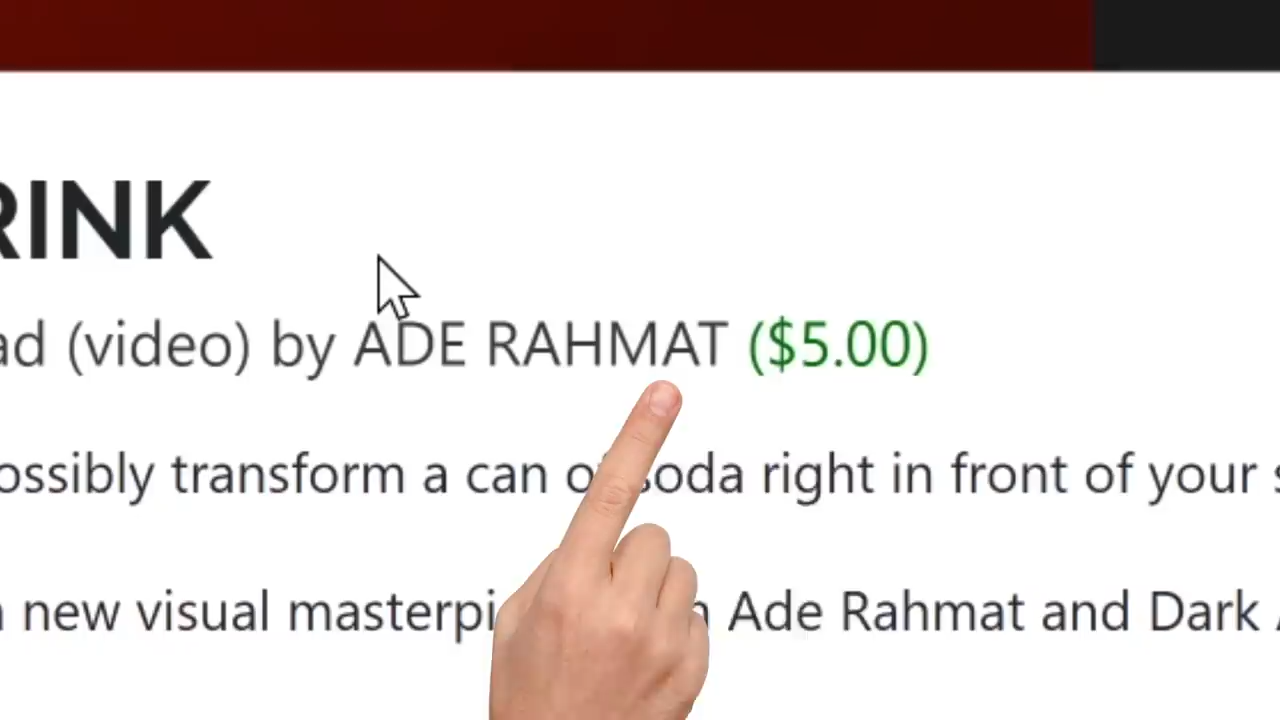 RINK
ad (video) by ADE RAHMAT ($5.00)
ossibly transform a can of soda right in front of your s
new visual masterpi Ade Rahmat and Dark